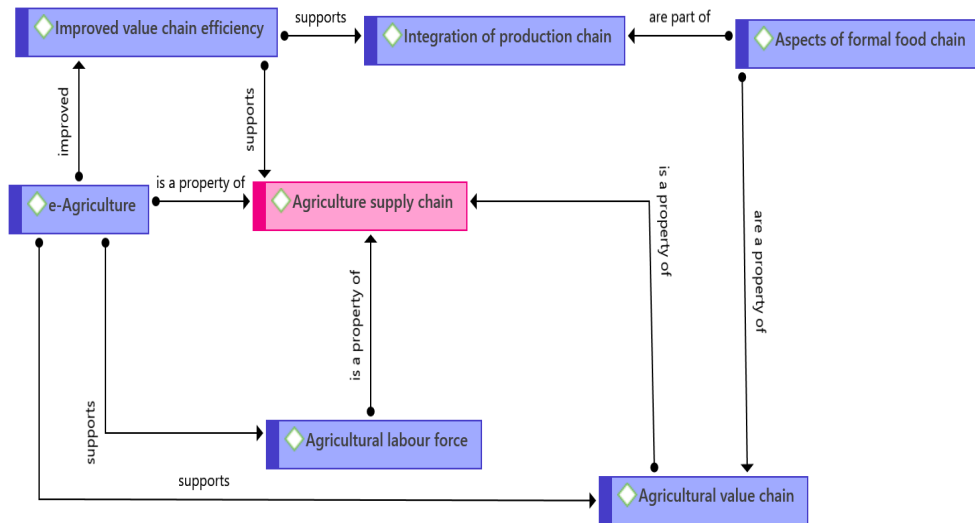 Improved value chain efficiency
supports
Integration of production chain
are part of
Aspects of formal food chain
improved
supports
is a property of
e-Agriculture
is a property of
Agriculture supply chain
is a property of
are a property of
is a property of
supports
Agricultural labour force
supports
Agricultural value chain